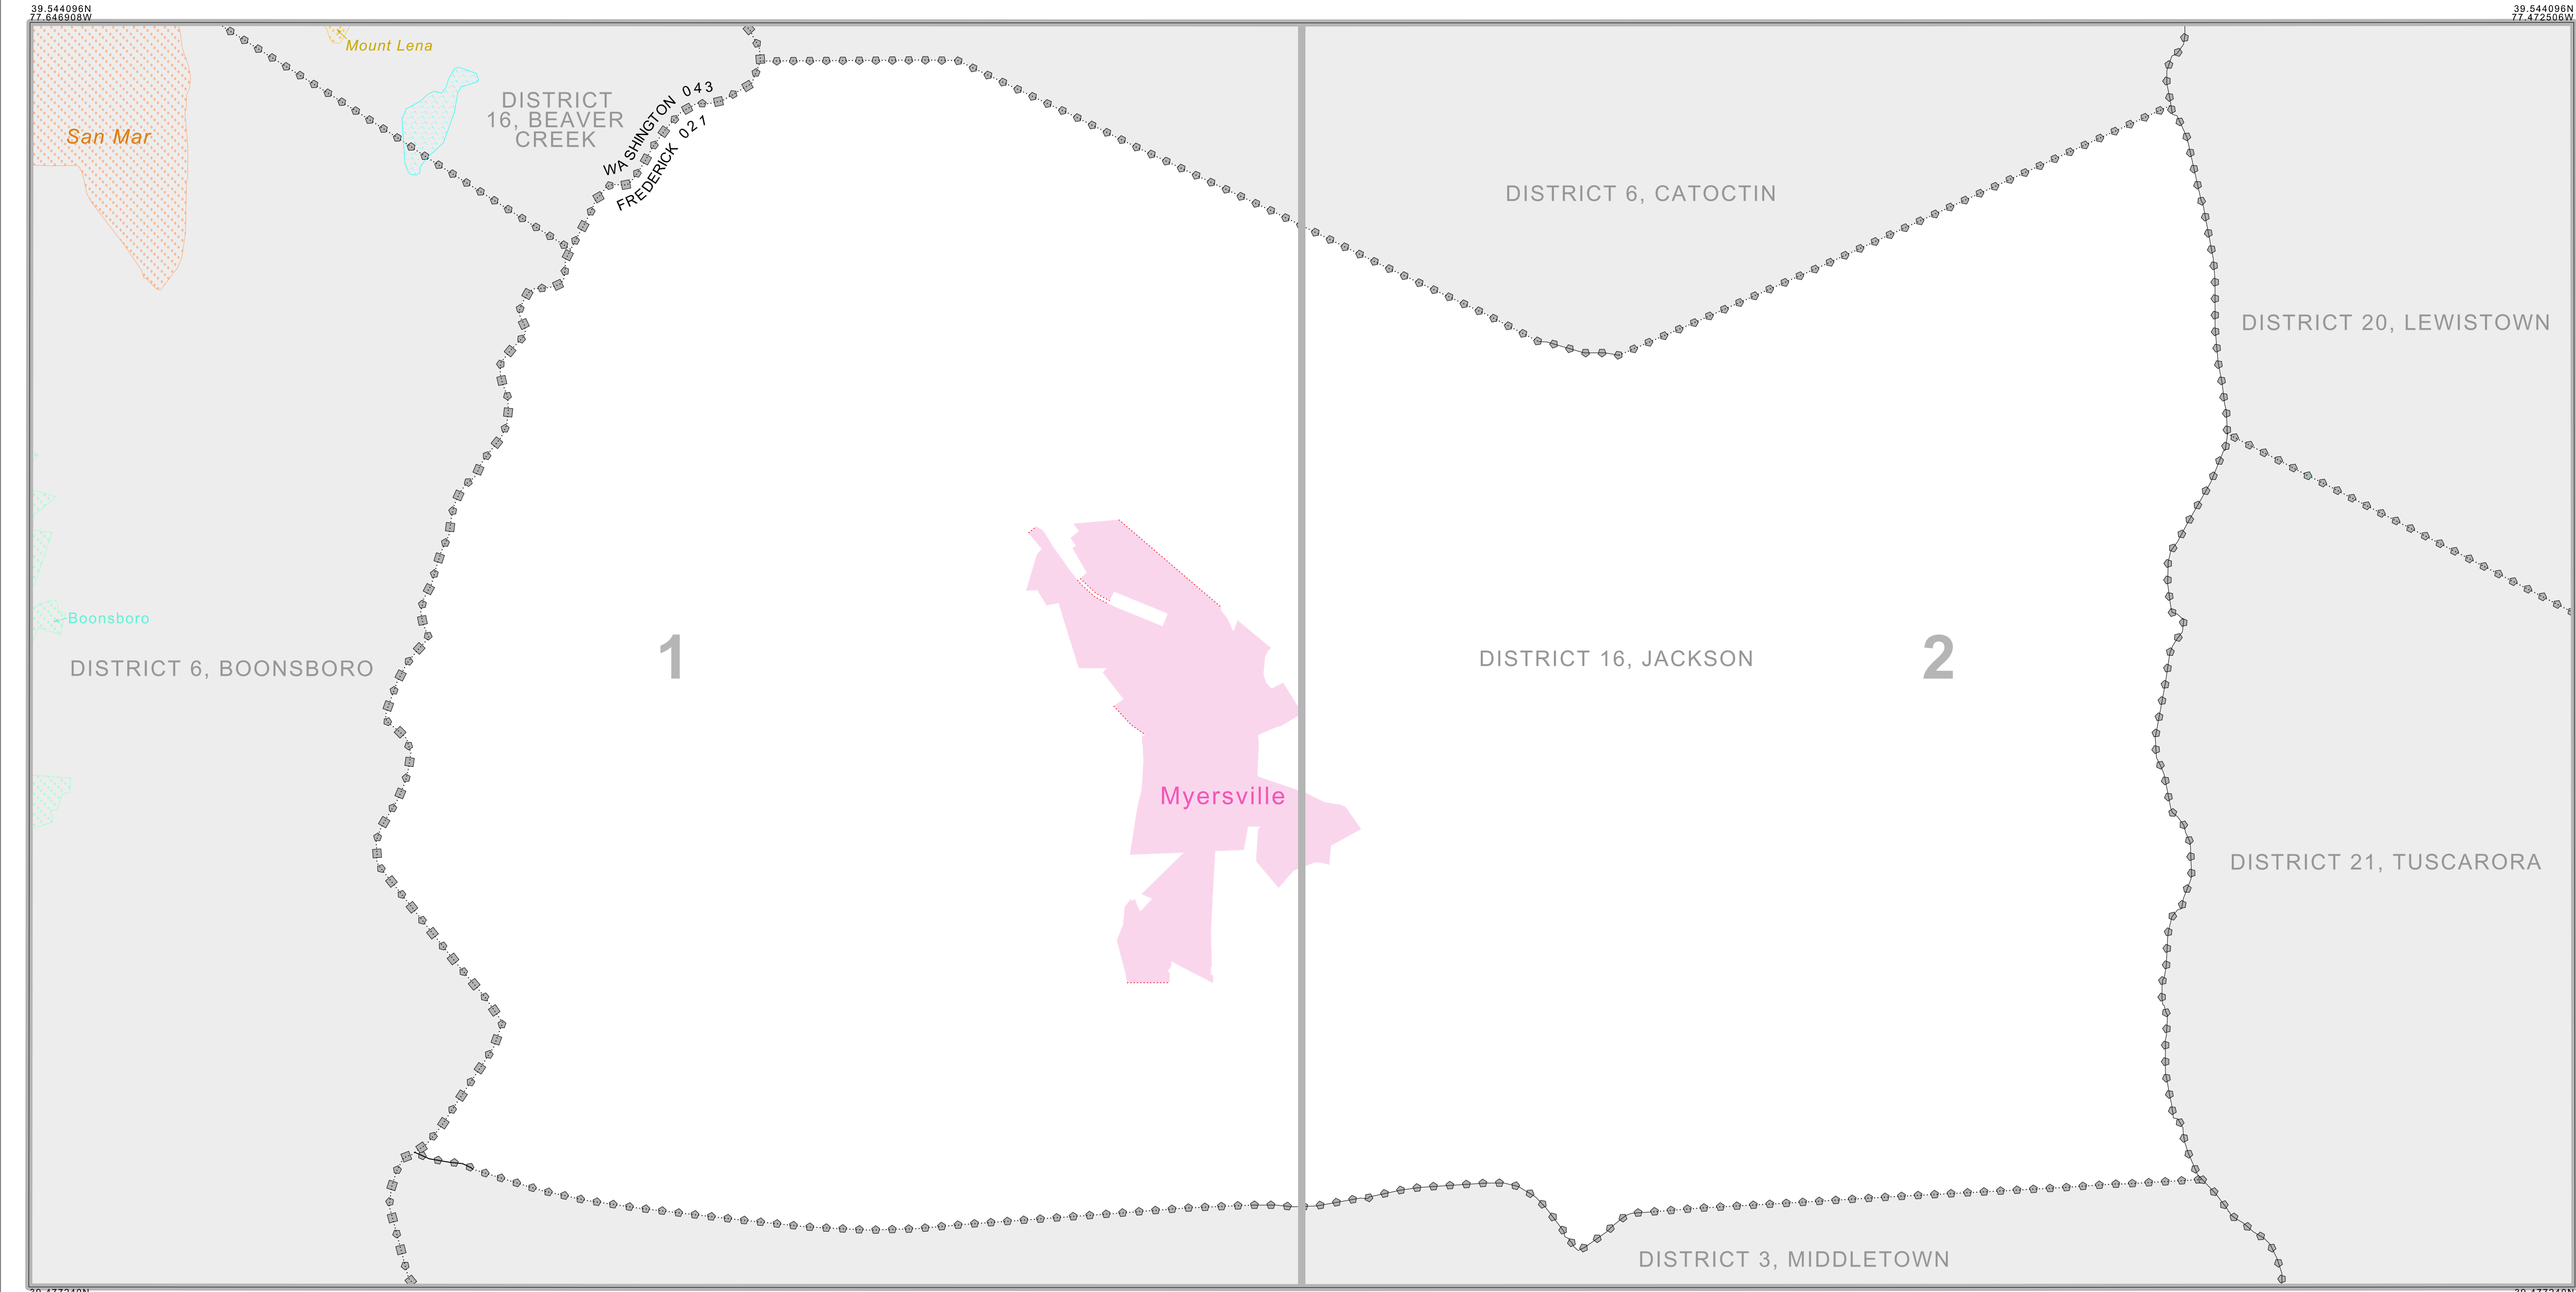 39.544096N
77.646908W
39.544096N
77.472506W
Mount Lena
San Mar
DISTRICT
16, BEAVER
CREEK
WASHINGTON 043
FREDERICK 021
DISTRICT 6, CATOCTIN
DISTRICT 20, LEWISTOWN
Boonsboro
DISTRICT 6, BOONSBORO
1
DISTRICT 16, JACKSON
2
Myersville
DISTRICT 21, TUSCARORA
DISTRICT 3, MIDDLETOWN